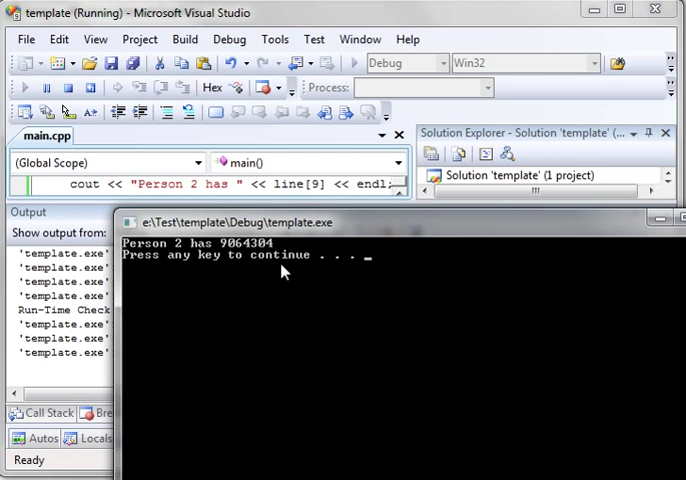 template (Running) - Microsoft Visual Studio
File Edit View Project Build Debug Tools Test Window Help
Debug Win32
Hex Process:
main.cpp
Solution Explorer - Solution 'template' (...
(Global Scope) main()
Solution 'template' (1 project)
cout << "Person 2 has " << line[9] << endl;
Output
e:\Test\template\Debug\template.exe
Show output from:
Person 2 has 9064304
Press any key to continue . . . _
'template.exe'
'template.exe'
'template.exe'
'template.exe'
Run-Time Check
'template.exe'
'template.exe'
'template.exe'
Call Stack Bre
Autos Locals
Ready